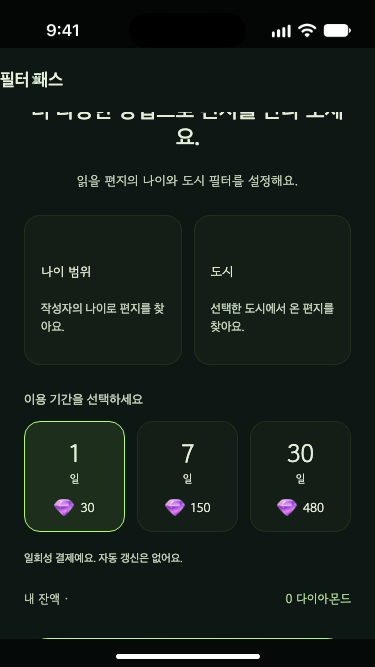 9:41
필터 패스
요.
읽을 편지의 나이와 도시 필터를 설정해요.
나이 범위
작성자의 나이로 편지를 찾
아요.
도시
선택한 도시에서 온 편지를
찾아요.
이용 기간을 선택하세요
1
일
30
7
일
150
30
일
480
일회성 결제예요. 자동 갱신은 없어요.
내 잔액 ·
0 다이아몬드